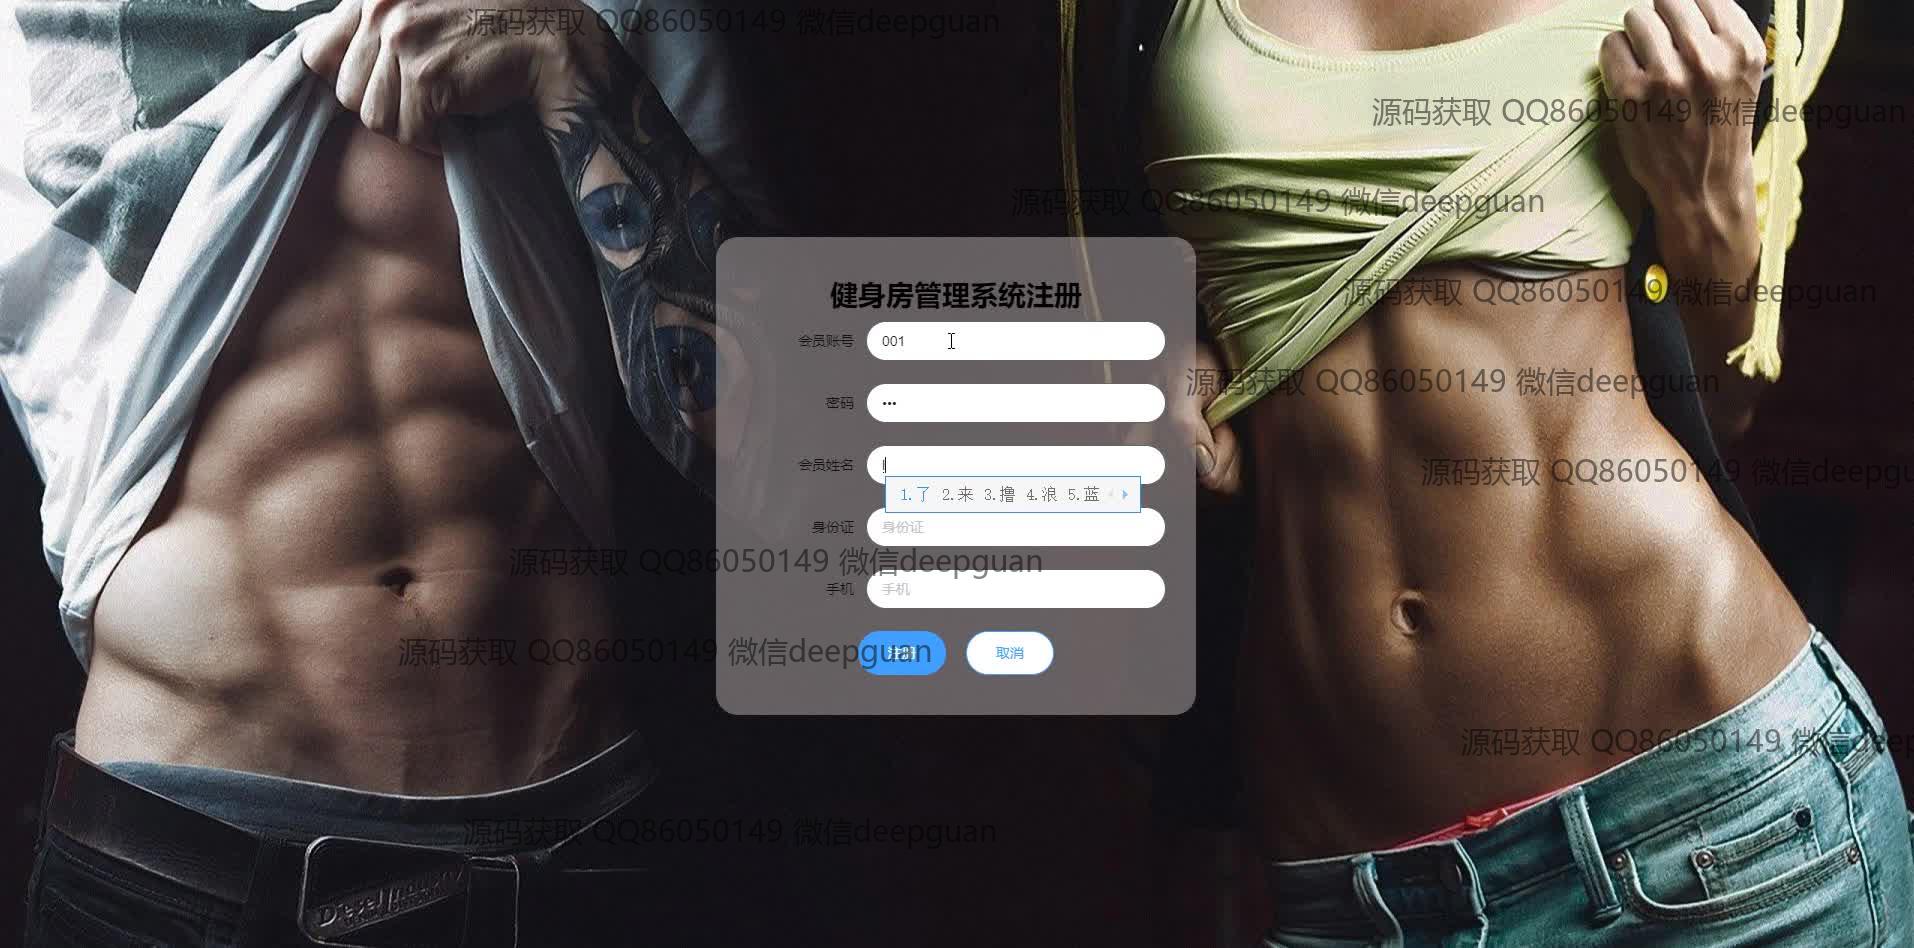 源码获取 QQ86050149 微信deepguan
源码获取 QQ86050149 微信deepguan
源码获取 QQ86050149 微信deepguan
源码获取 QQ86050149 微信deepguan
健身房管理系统注册
会员账号 001
源码获取 QQ86050149 微信deepguan
密码 •••
会员姓名 l
源码获取 QQ86050149 微信deepgu
1.了 2.来 3.撸 4.浪 5.蓝
身份证 身份证
源码获取 QQ86050149 微信deepguan
手机 手机
源码获取 QQ86050149 微信deepguan
注册 取消
源码获取 QQ86050149 微信deep
源码获取 QQ86050149 微信deepguan
Diesel Industry